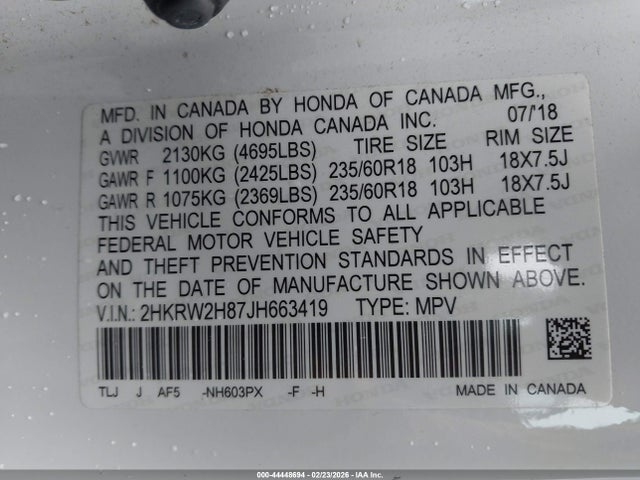 MFD. IN CANADA BY HONDA OF CANADA MFG.,
A DIVISION OF HONDA CANADA INC. 07/'18
GVWR 2130KG (4695LBS) TIRE SIZE RIM SIZE
GAWR F 1100KG (2425LBS) 235/60R18 103H 18X7.5J
GAWR R 1075KG (2369LBS) 235/60R18 103H 18X7.5J
THIS VEHICLE CONFORMS TO ALL APPLICABLE
FEDERAL MOTOR VEHICLE SAFETY
AND THEFT PREVENTION STANDARDS IN EFFECT
ON THE DATE OF MANUFACTURE SHOWN ABOVE.
V.I.N.: 2HKRW2H87JH663419 TYPE: MPV
TLJ J AF5 -NH603PX -F -H MADE IN CANADA
000-44448694 | 02/23/2026 - IAA Inc.